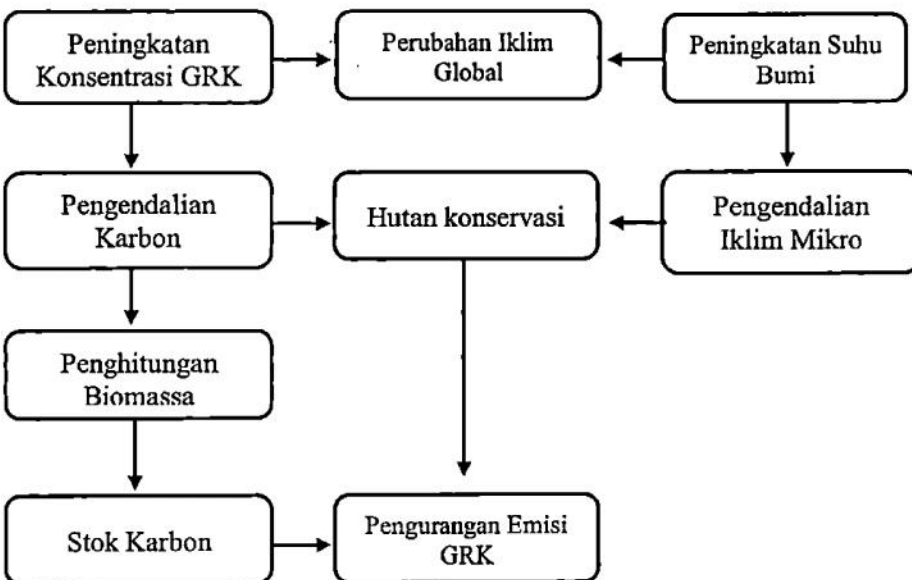 Peningkatan
Konsentrasi GRK
Perubahan Iklim
Global
Peningkatan Suhu
Bumi
Pengendalian
Karbon
Hutan konservasi
Pengendalian
Iklim Mikro
Penghitungan
Biomassa
Stok Karbon
Pengurangan Emisi
GRK